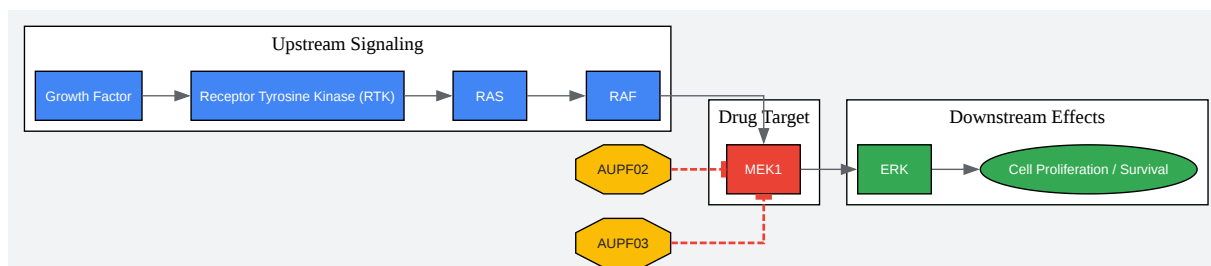 Upstream Signaling
Growth Factor
Receptor Tyrosine Kinase (RTK)
RAS
RAF
Drug Target
MEK1
Downstream Effects
ERK
Cell Proliferation / Survival
AUPF02
AUPF03